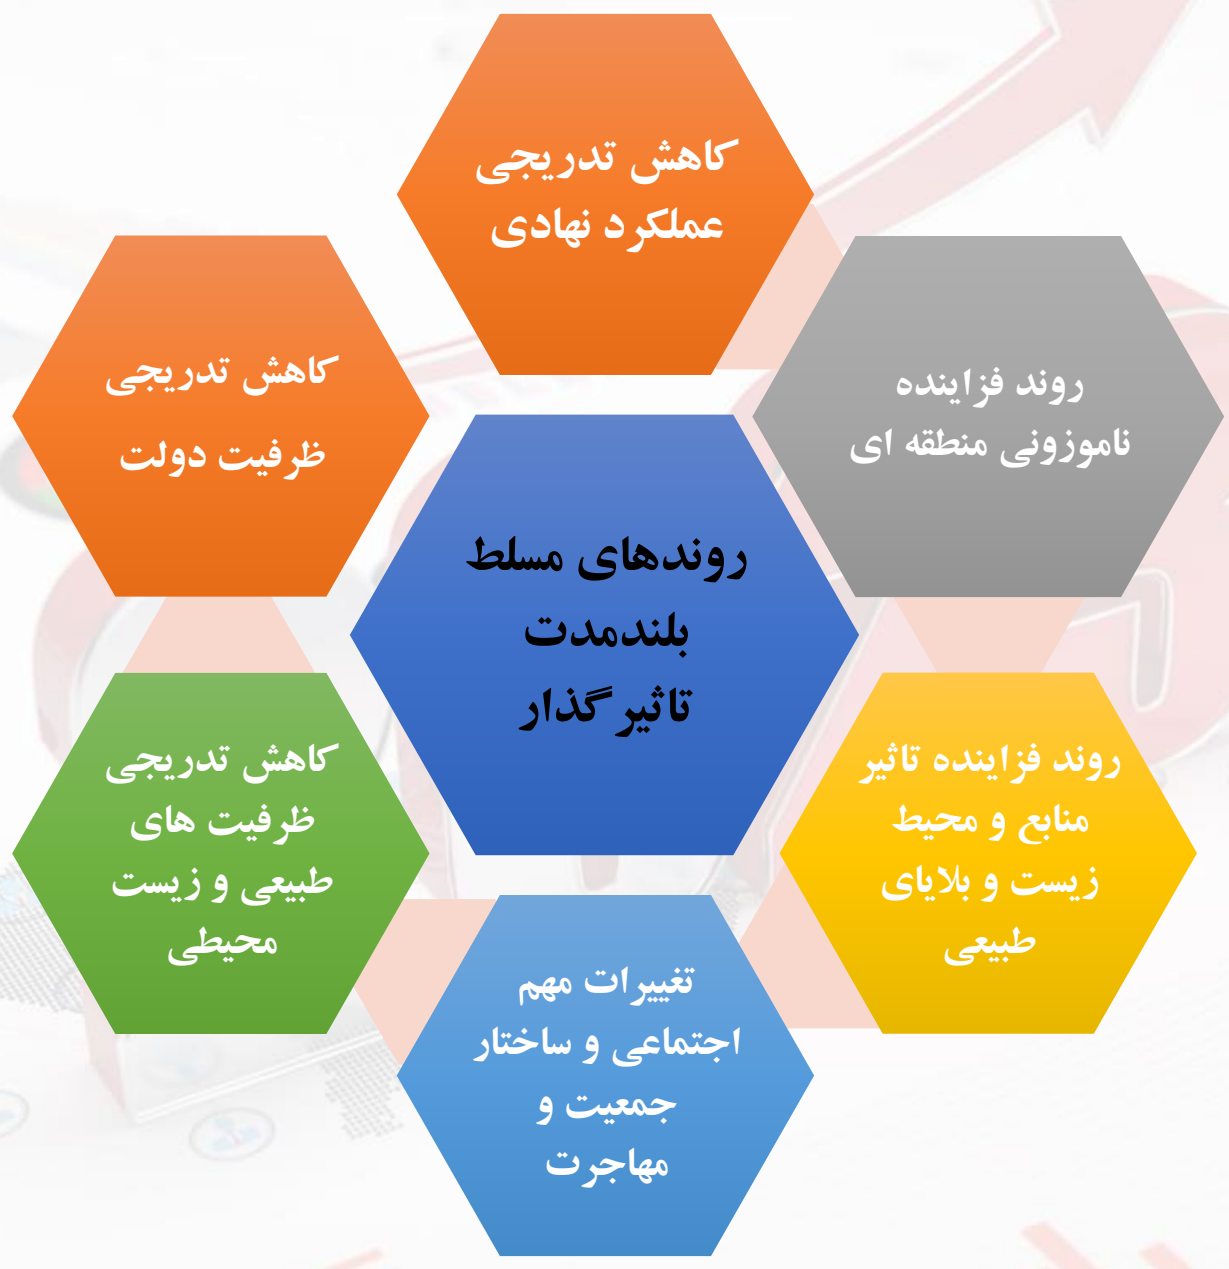 کاهش تدریجی
عملکرد نهادی
روند فزاینده
ناموزونی منطقه ای
کاهش تدریجی
ظرفیت دولت
روندهای مسلط
بلندمدت
تاثیرگذار
روند فزاینده تاثیر
منابع و محیط
زیست و بلایای
طبیعی
کاهش تدریجی
ظرفیت های
طبیعی و زیست
محیطی
تغییرات مهم
اجتماعی و ساختار
جمعیت و
مهاجرت